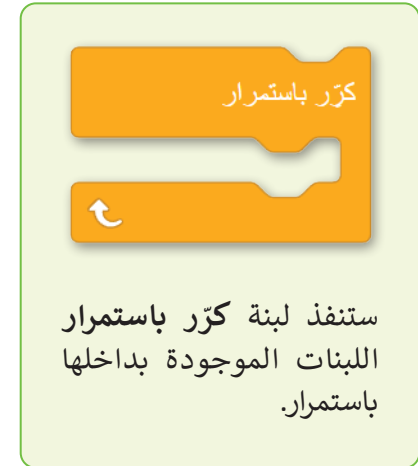 كرّر باستمرار
ستنفذ لبنة كرّر باستمرار
اللبنات الموجودة بداخلها
باستمرار.